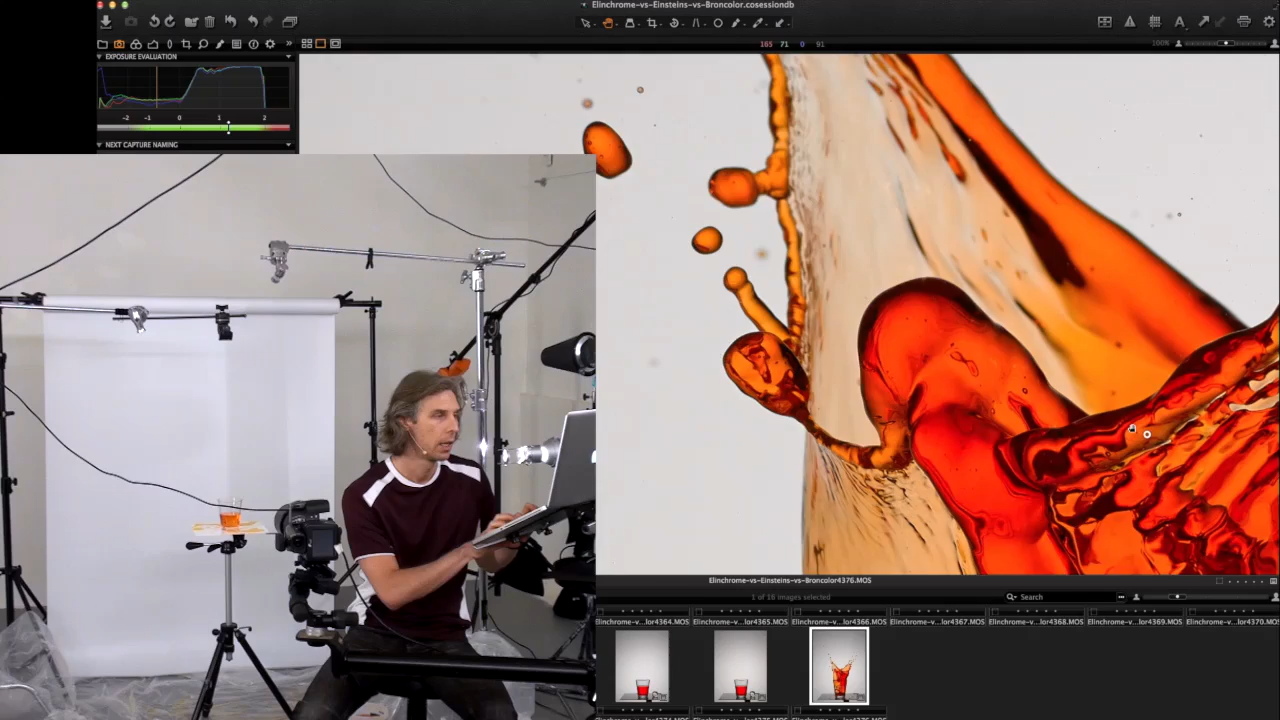 Elinchrome-vs-Einsteins-vs-Broncolor.cosessiondb
165 71 0 91
100%
EXPOSURE EVALUATION
-2 -1 0 1 2
NEXT CAPTURE NAMING
Elinchrome-vs-Einsteins-vs-Broncolor4376.MOS
1 of 16 images selected
Search
Elinchrome-v...lor4364.MOS
Elinchrome-v...lor4365.MOS
Elinchrome-v...lor4366.MOS
Elinchrome-v...lor4367.MOS
Elinchrome-v...lor4368.MOS
Elinchrome-v...lor4369.MOS
Elinchrome-v...lor4370.MOS